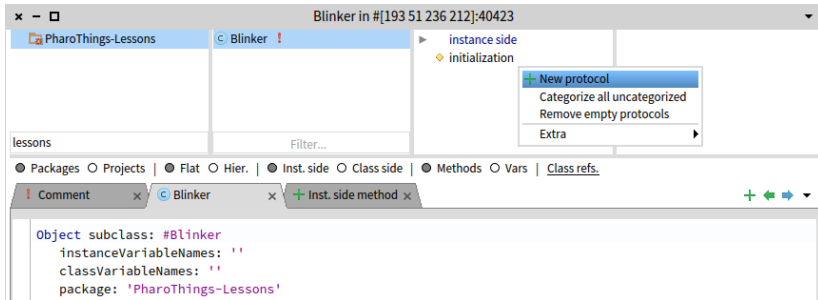 Blinker in #[193 51 236 212]:40423
PharoThings-Lessons
Blinker !
instance side
initialization
New protocol
Categorize all uncategorized
Remove empty protocols
Extra
lessons
Filter...
Packages Projects | Flat Hier. | Inst. side Class side | Methods Vars | Class refs.
! Comment x Blinker x Inst. side method x
Object subclass: #Blinker
instanceVariableNames: ''
classVariableNames: ''
package: 'PharoThings-Lessons'